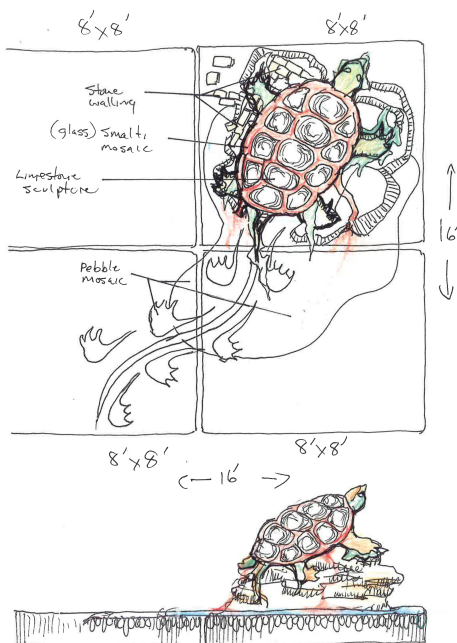 8'x8'
8'x8'
Stone
walling
(glass) Smalti
mosaic
Limestone
sculpture
16'
Pebble
mosaic
8'x8'
8'x8'
16'